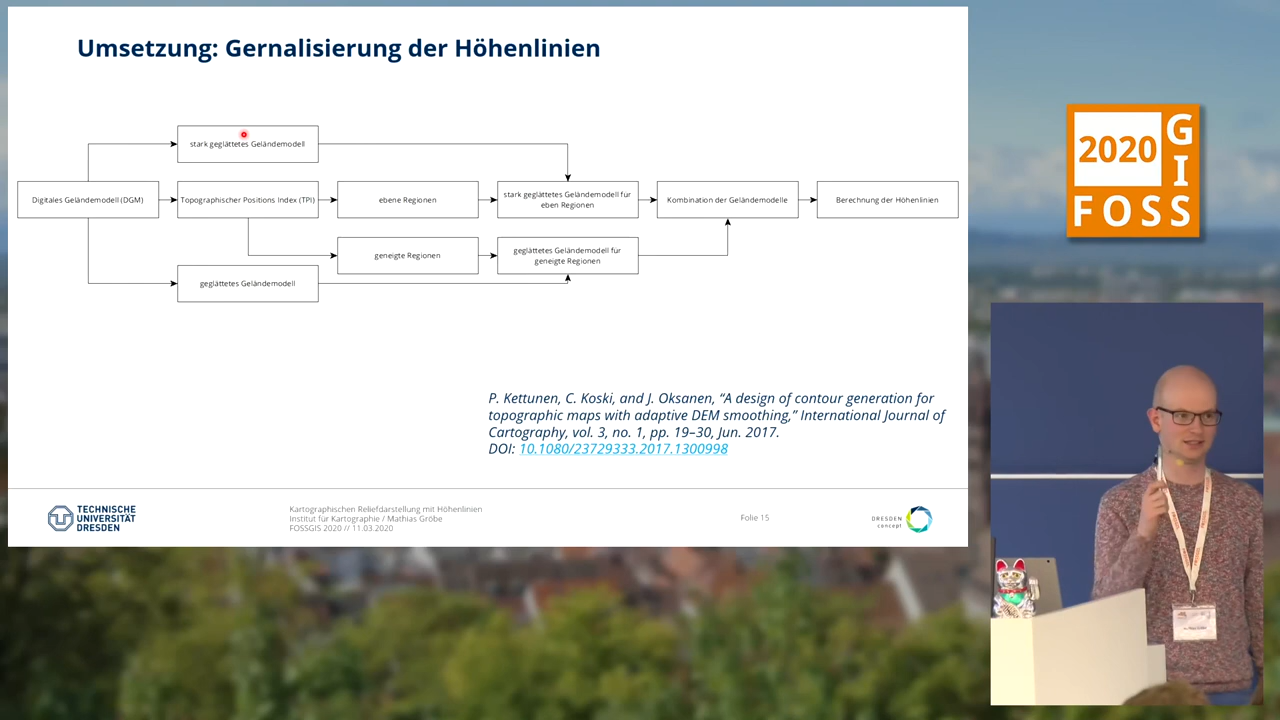 Umsetzung: Gernalisierung der Höhenlinien
stark geglättetes Geländemodell
Digitales Geländemodell (DGM)
Topographischer Positions Index (TPI)
ebene Regionen
stark geglättetes Geländemodell für
eben Regionen
Kombination der Geländemodelle
Berechnung der Höhenlinien
geneigte Regionen
geglättetes Geländemodell für
geneigte Regionen
geglättetes Geländemodell
P. Kettunen, C. Koski, and J. Oksanen, “A design of contour generation for
topographic maps with adaptive DEM smoothing,” International Journal of
Cartography, vol. 3, no. 1, pp. 19–30, Jun. 2017.
DOI: 10.1080/23729333.2017.1300998
TECHNISCHE
UNIVERSITÄT
DRESDEN
Kartographischen Reliefdarstellung mit Höhenlinien
Institut für Kartographie / Mathias Gröbe
FOSSGIS 2020 // 11.03.2020
Folie 15
DRESDEN
concept
2020
GIS
FOSS